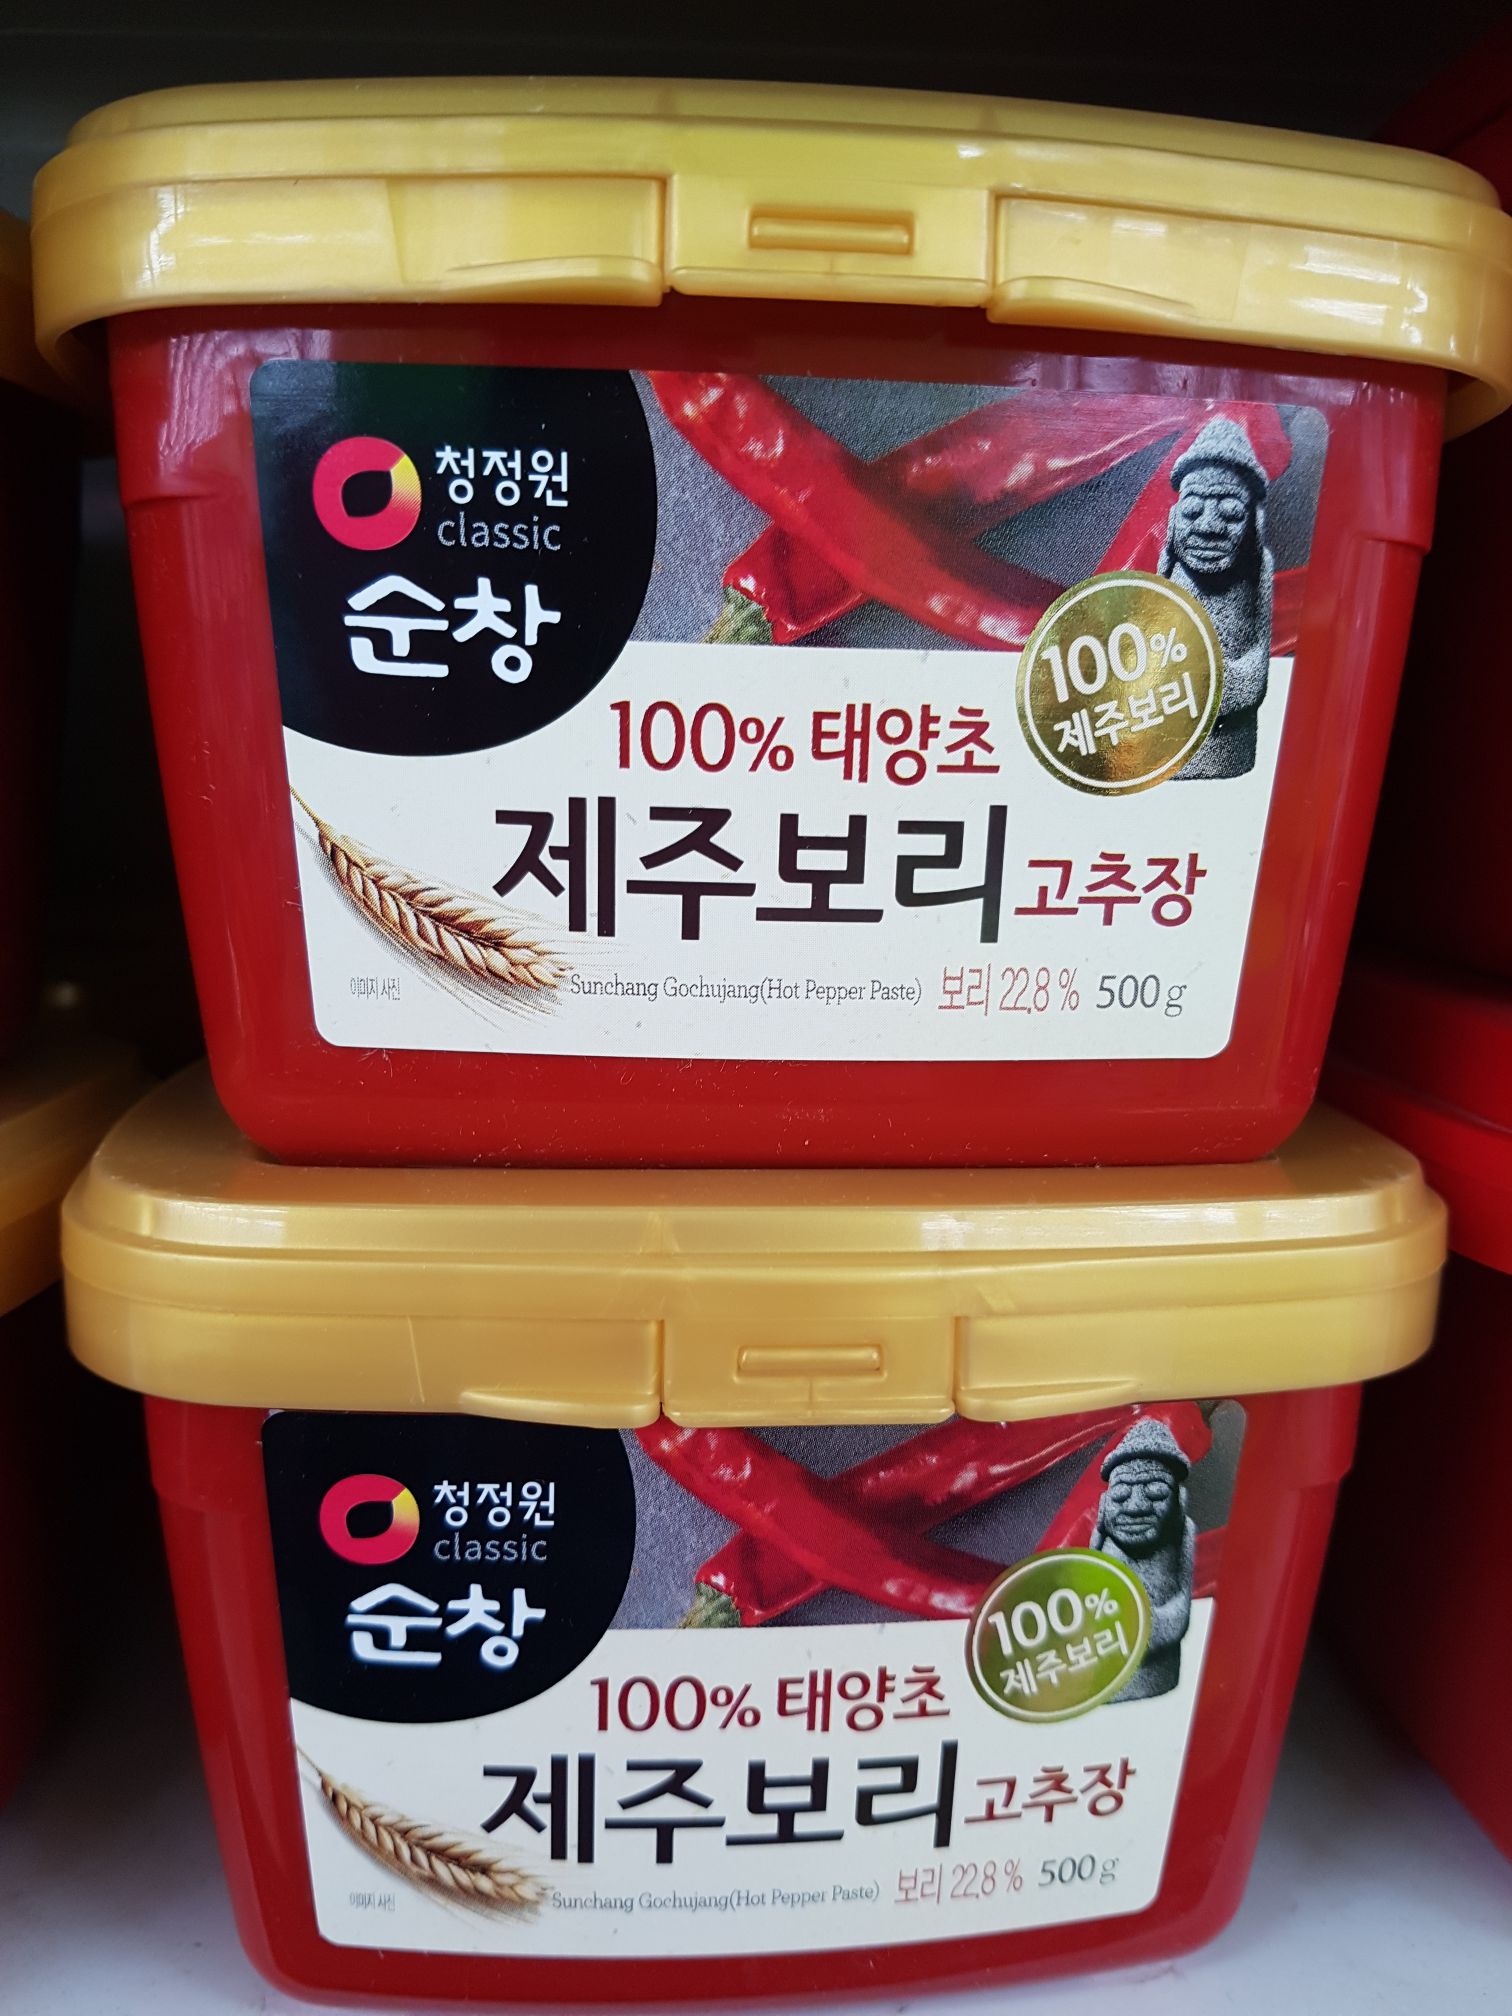 청정원
classic
순창
100%
제주보리
100% 태양초
제주보리 고추장
이미지 사진
Sunchang Gochujang(Hot Pepper Paste) 보리 22.8% 500g
청정원
classic
순창
100%
제주보리
100% 태양초
제주보리 고추장
이미지 사진
Sunchang Gochujang(Hot Pepper Paste) 보리 22.8% 500g